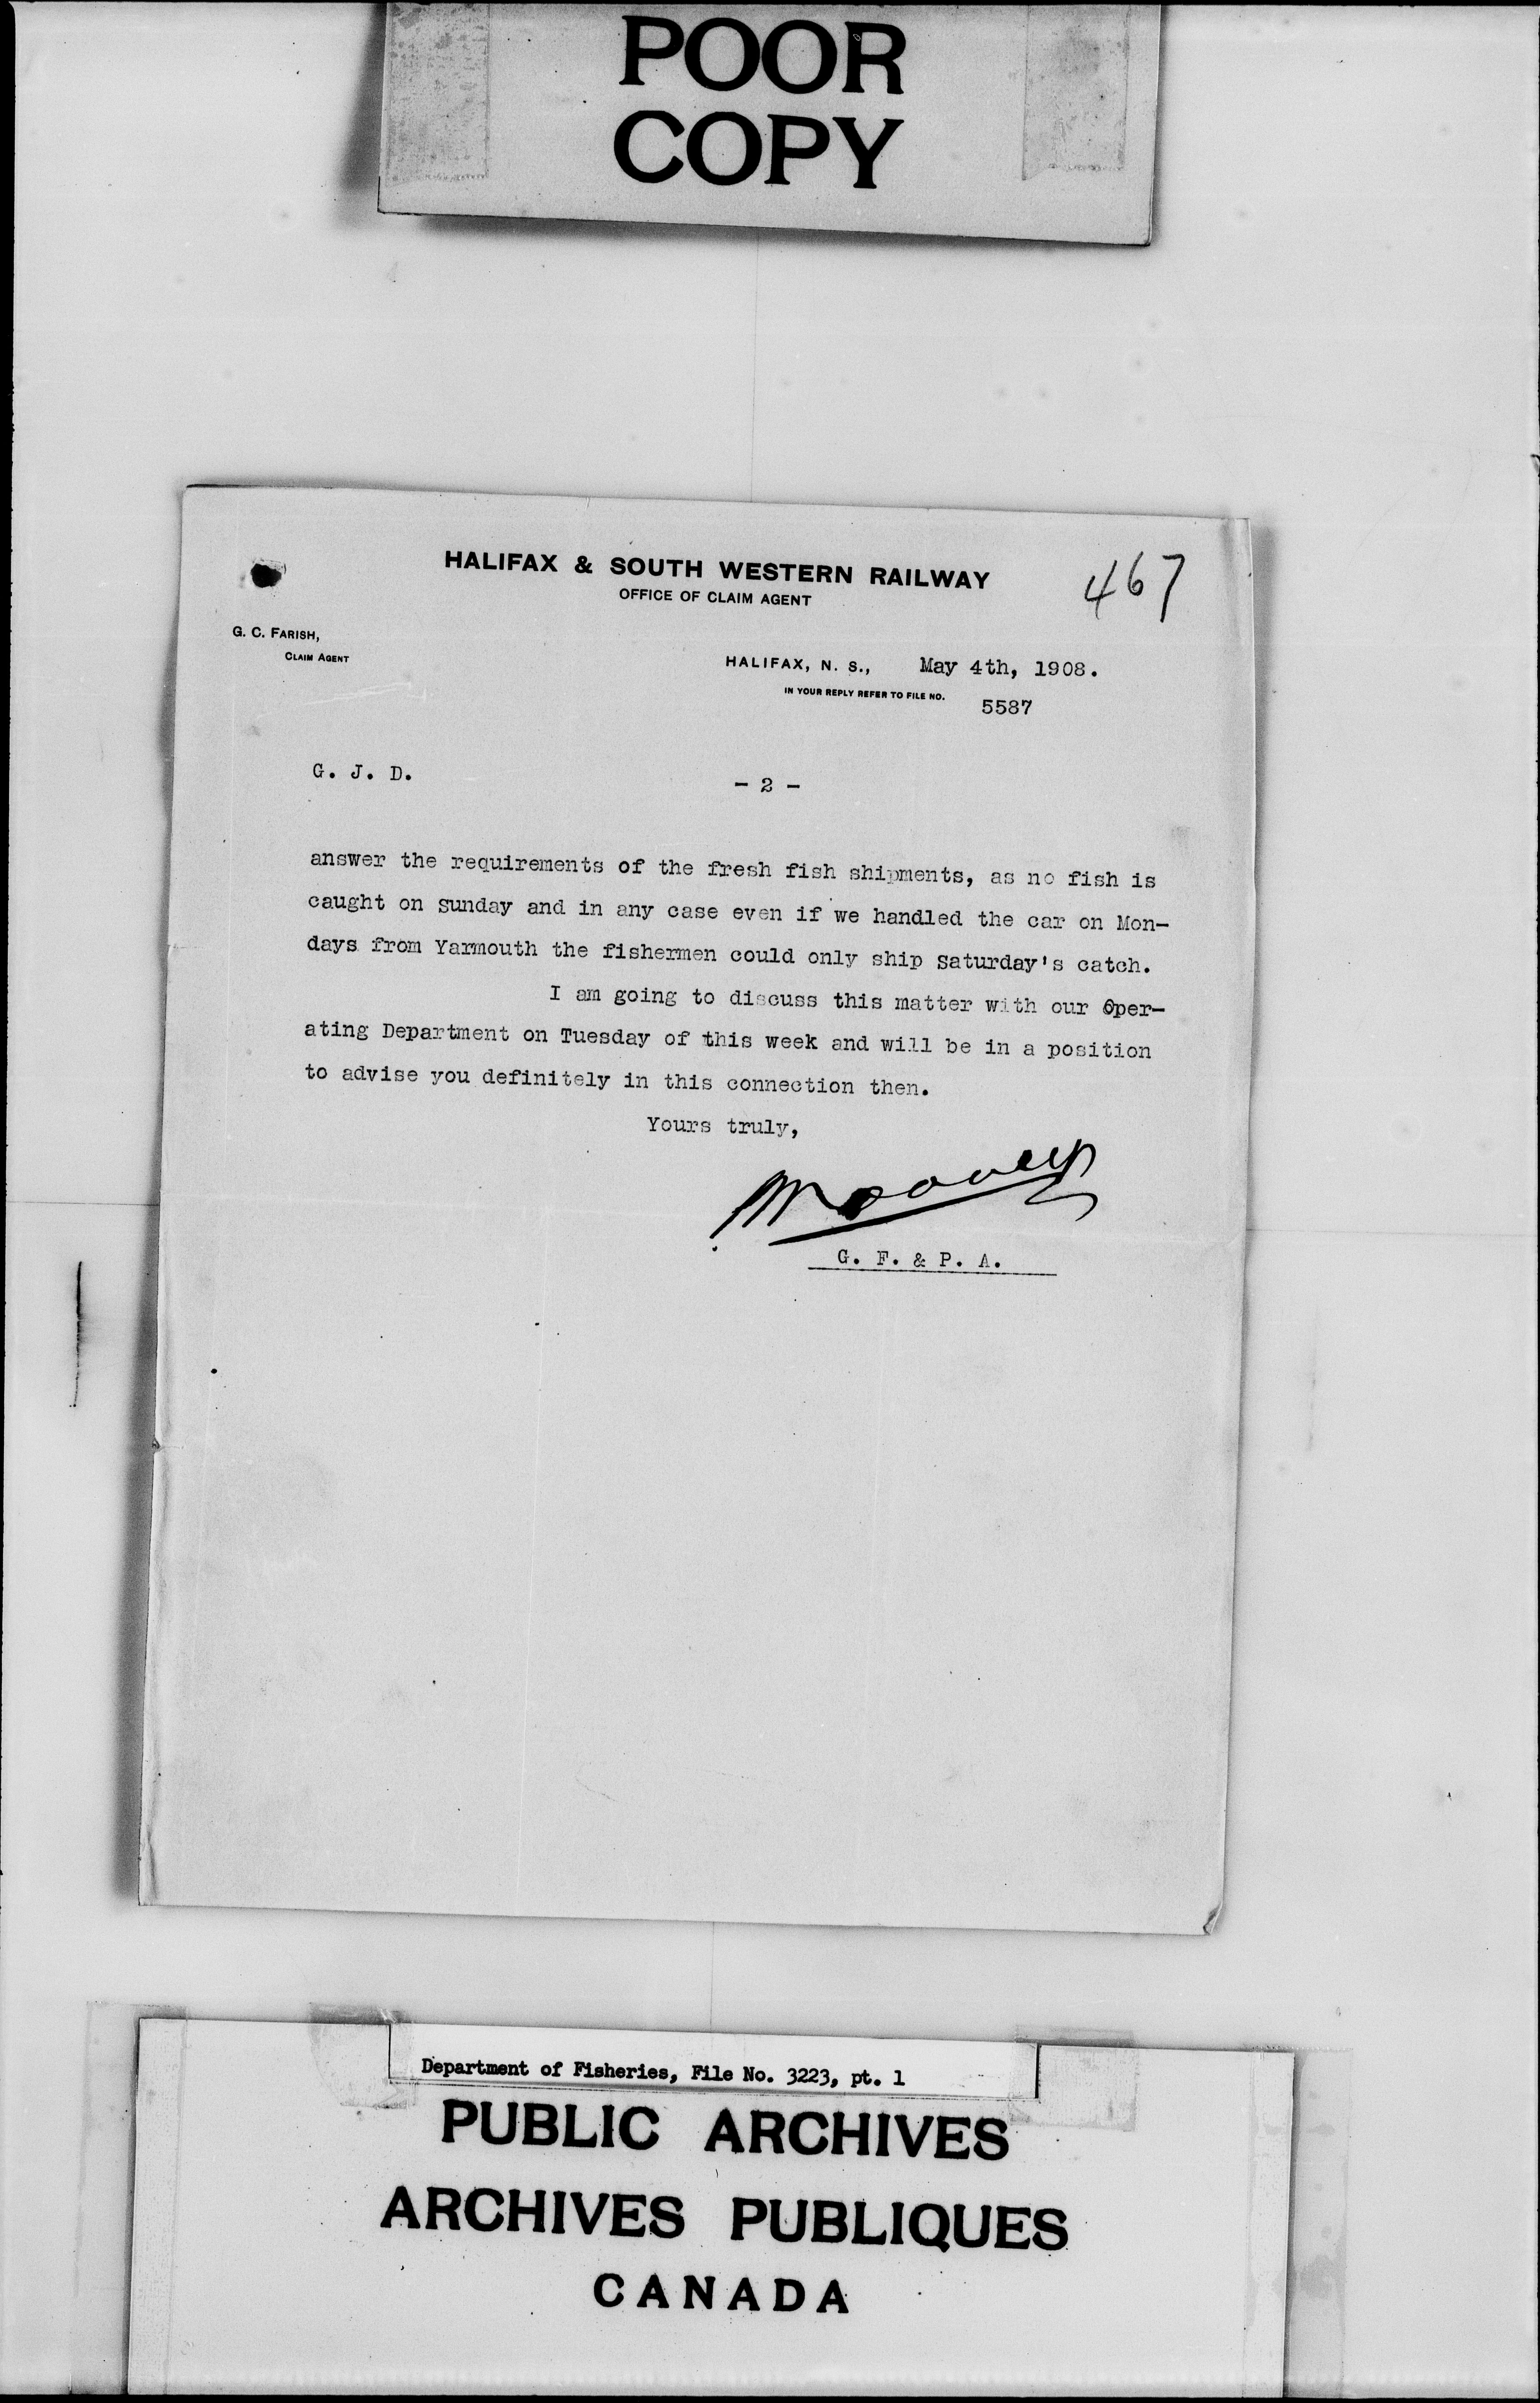 POOR
COPY
HALIFAX & SOUTH WESTERN RAILWAY
OFFICE OF CLAIM AGENT
467
G. C. FARISH,
CLAIM AGENT
HALIFAX, N. S., May 4th, 1908.
IN YOUR REPLY REFER TO FILE NO.
5587
G. J. D.
- 2 -
answer the requirements of the fresh fish shipments, as no fish is
caught on sunday and in any case even if we handled the car on Mon-
days from Yarmouth the fishermen could only ship saturday's catch.
I am going to discuss this matter with our Oper-
ating Department on Tuesday of this week and will be in a position
to advise you definitely in this connection then.
Yours truly,
G. F. & P. A.
Department of Fisheries, File No. 3223, pt. 1
PUBLIC ARCHIVES
ARCHIVES PUBLIQUES
CANADA